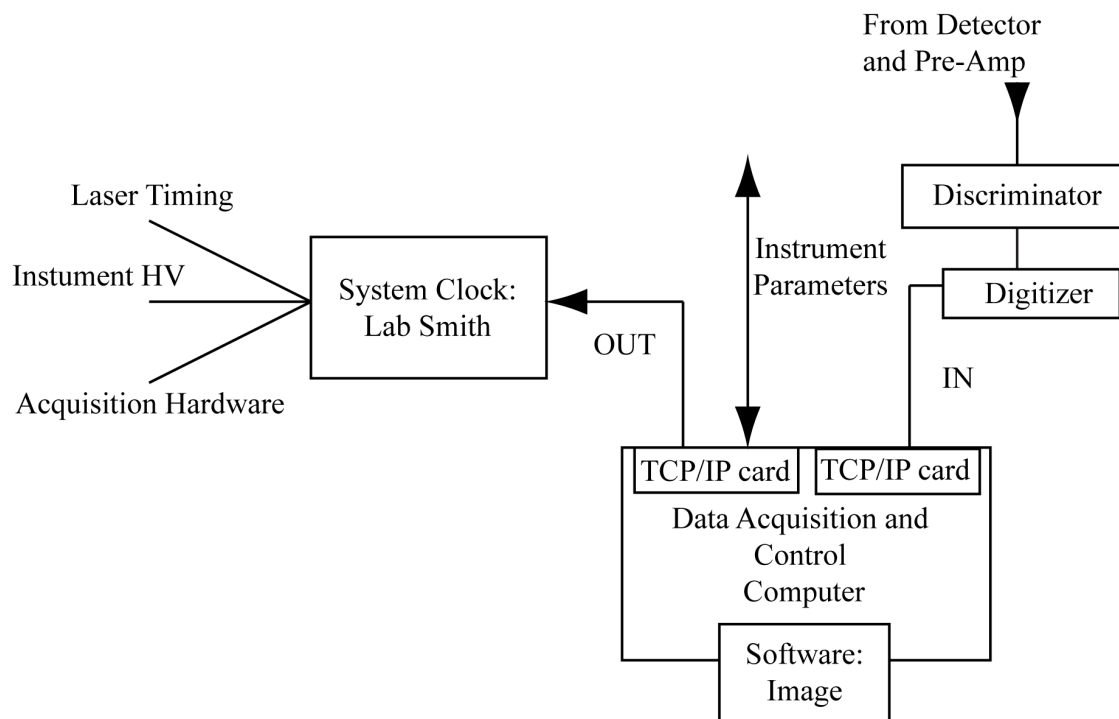 From Detector
and Pre-Amp
Discriminator
Digitizer
IN
Instrument
Parameters
Laser Timing
Instument HV
Acquisition Hardware
System Clock:
Lab Smith
OUT
TCP/IP card
TCP/IP card
Data Acquisition and
Control
Computer
Software:
Image